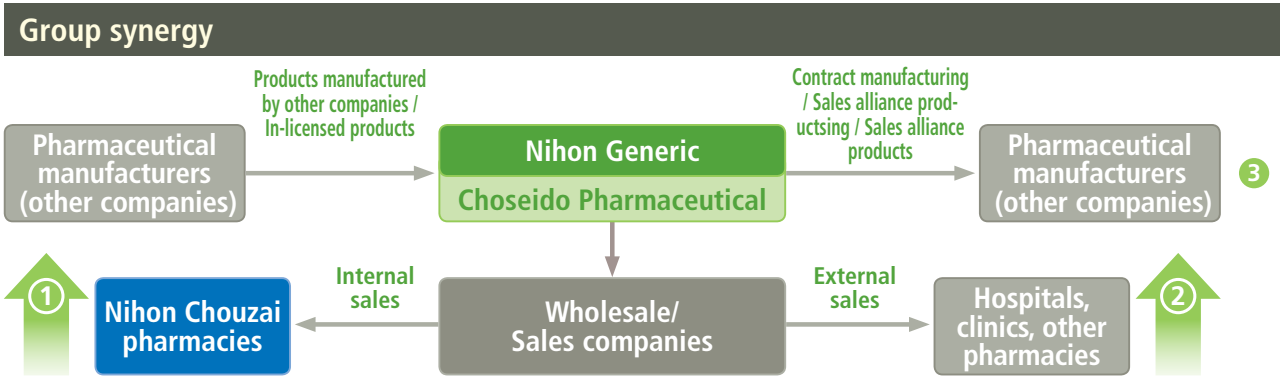 Group synergy
Products manufactured
by other companies /
In-licensed products
Contract manufacturing
/ Sales alliance prod-
uctsing / Sales alliance
products
Pharmaceutical
manufacturers
(other companies)
Nihon Generic
Choseido Pharmaceutical
Pharmaceutical
manufacturers
(other companies)
3
1
Nihon Chouzai
pharmacies
Internal
sales
Wholesale/
Sales companies
External
sales
Hospitals,
clinics, other
pharmacies
2